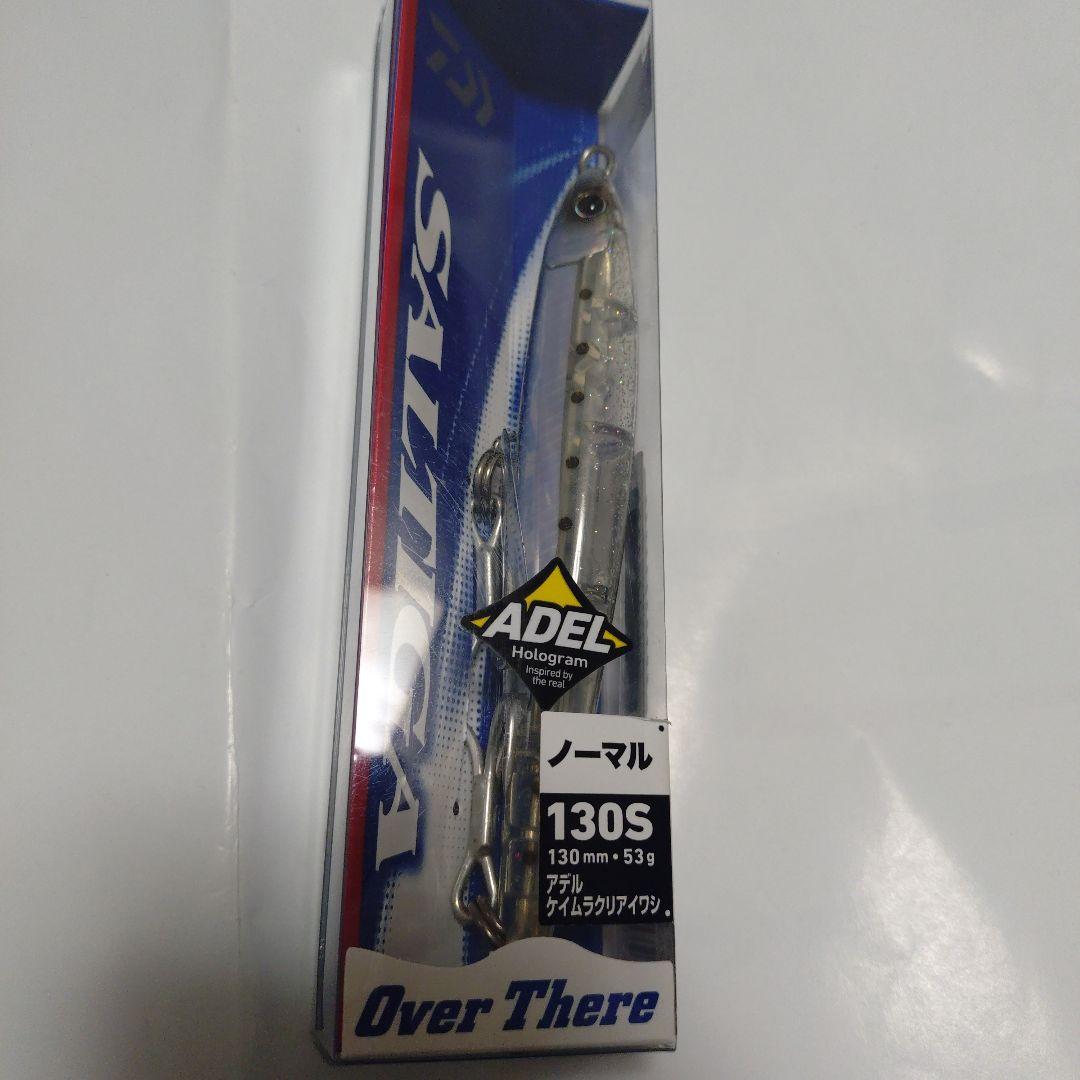 SALTIGA
ADEL
Hologram
Inspired by
the real
ノーマル
130S
130mm・53g
アデル
ケイムラクリアイワシ
Over There